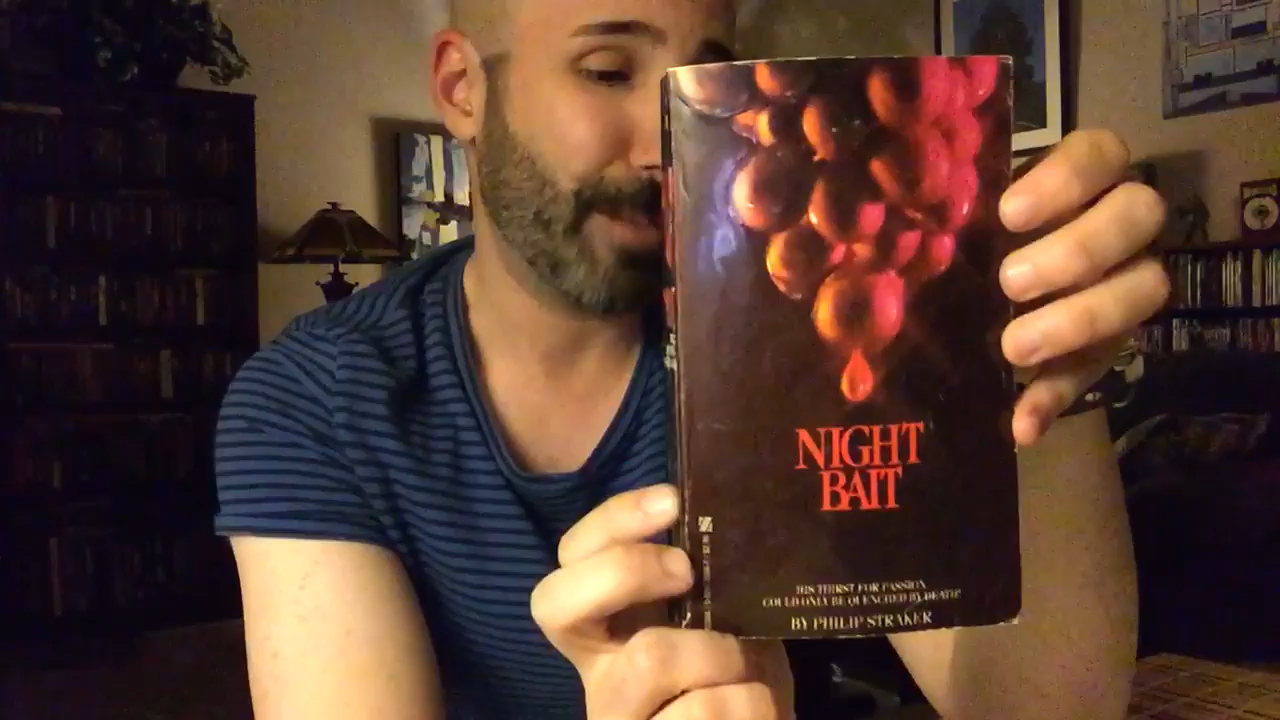 NIGHT
BAIT
HIS THIRST FOR PASSION
COULD ONLY BE QUENCHED BY DEATH!
BY PHILIP STRAKER